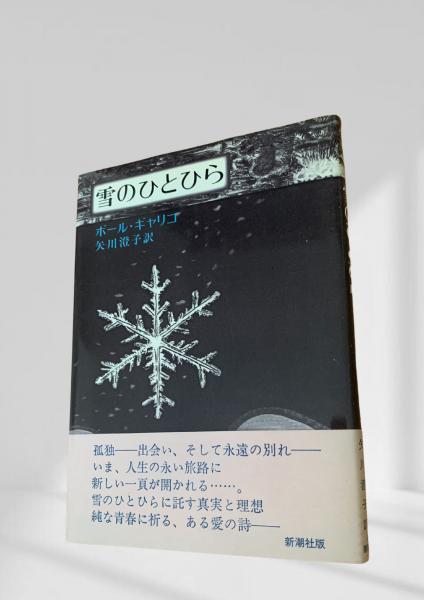 雪のひとひら
ポール・ギャリコ
矢川澄子訳
孤独――出会い、そして永遠の別れ――
いま、人生の永い旅路に
新しい一頁が開かれる……。
雪のひとひらに託す真実と理想
純な青春に祈る、ある愛の詩――
新潮社版